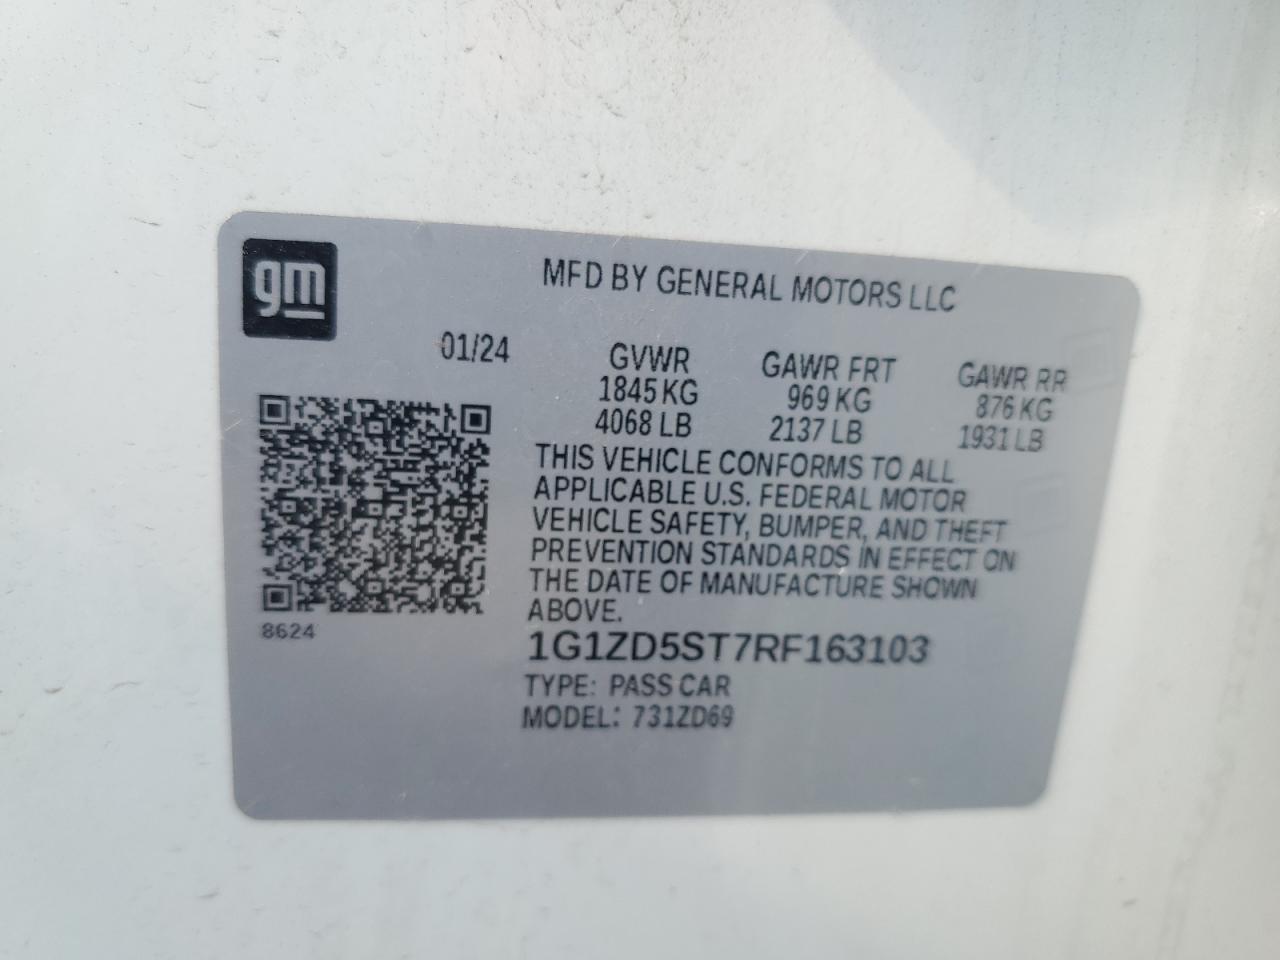 gm
MFD BY GENERAL MOTORS LLC
01/24
GVWR GAWR FRT GAWR RR
1845 KG 969 KG 876 KG
4068 LB 2137 LB 1931 LB
THIS VEHICLE CONFORMS TO ALL
APPLICABLE U.S. FEDERAL MOTOR
VEHICLE SAFETY, BUMPER, AND THEFT
PREVENTION STANDARDS IN EFFECT ON
THE DATE OF MANUFACTURE SHOWN
ABOVE.
8624
1G1ZD5ST7RF163103
TYPE: PASS CAR
MODEL: 731ZD69